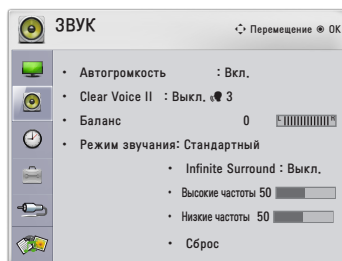 ЗВУК
Перемещение ОК
• Автогромкость : Вкл.
• Clear Voice II : Выкл. 3
• Баланс 0 L R
• Режим звучания: Стандартный
• Infinite Surround : Выкл.
• Высокие частоты 50
• Низкие частоты 50
• Сброс